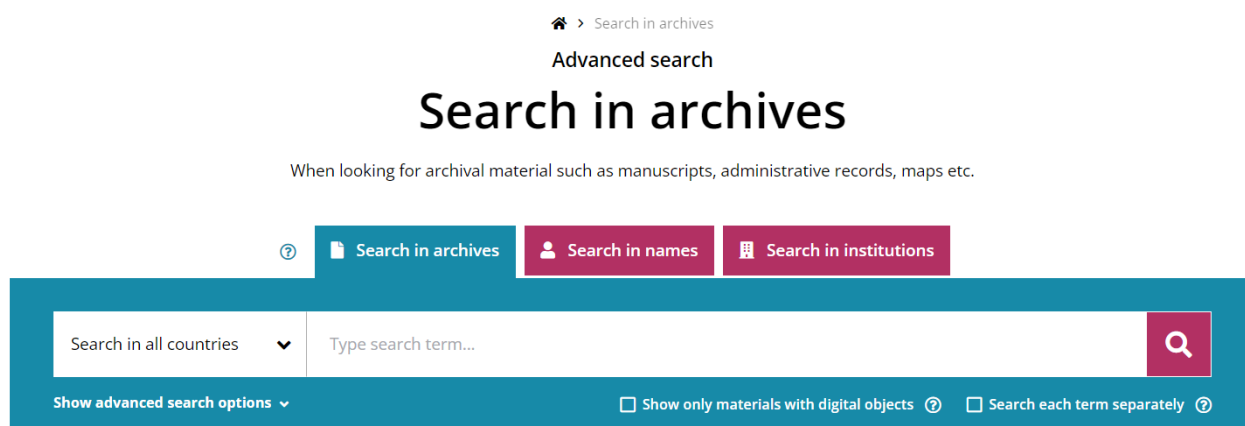 > Search in archives
Advanced search
Search in archives
When looking for archival material such as manuscripts, administrative records, maps etc.
? Search in archives Search in names Search in institutions
Search in all countries Type search term...
Show advanced search options Show only materials with digital objects ? Search each term separately ?